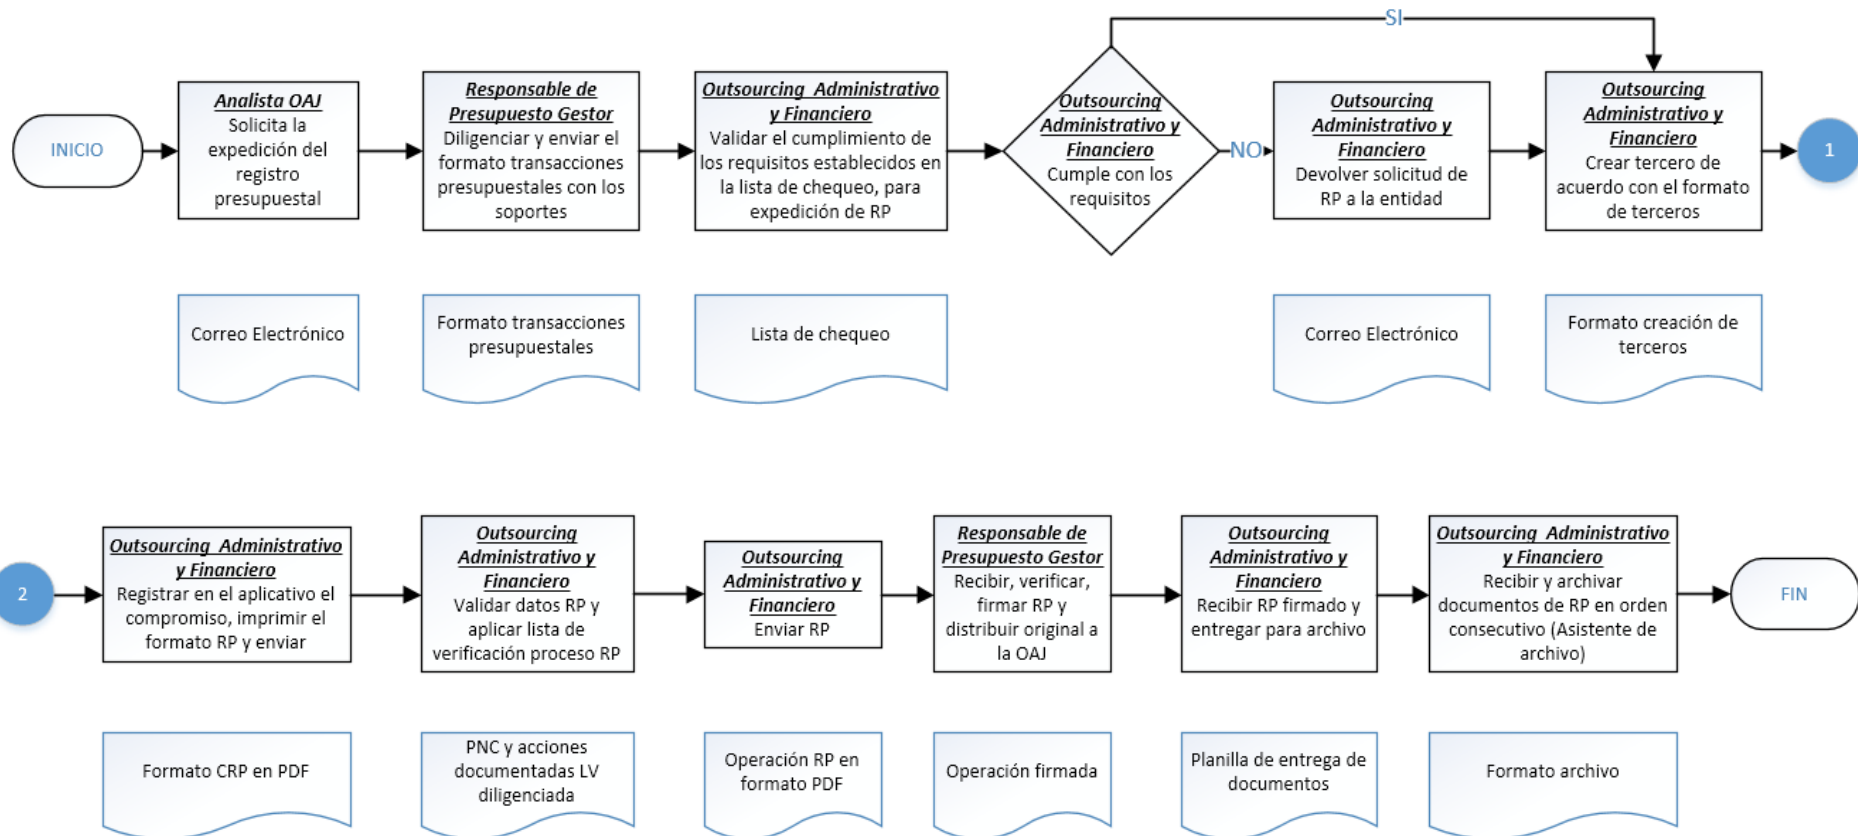 SI
INICIO
Analista OAJ
Solicita la
expedición del
registro
presupuestal
Responsable de
Presupuesto Gestor
Diligenciar y enviar el
formato transacciones
presupuestales con los
soportes
Outsourcing Administrativo
y Financiero
Validar el cumplimiento de
los requisitos establecidos en
la lista de chequeo, para
expedición de RP
Outsourcing
Administrativo y
Financiero
Cumple con los
requisitos
NO
Outsourcing
Administrativo y
Financiero
Devolver solicitud de
RP a la entidad
Outsourcing
Administrativo y
Financiero
Crear tercero de
acuerdo con el formato
de terceros
1
Correo Electrónico
Formato transacciones
presupuestales
Lista de chequeo
Correo Electrónico
Formato creación de
terceros
2
Outsourcing Administrativo
y Financiero
Registrar en el aplicativo el
compromiso, imprimir el
formato RP y enviar
Outsourcing
Administrativo y
Financiero
Validar datos RP y
aplicar lista de
verificación proceso RP
Outsourcing
Administrativo y
Financiero
Enviar RP
Responsable de
Presupuesto Gestor
Recibir, verificar,
firmar RP y
distribuir original a
la OAJ
Outsourcing
Administrativo y
Financiero
Recibir RP firmado y
entregar para archivo
Outsourcing Administrativo
y Financiero
Recibir y archivar
documentos de RP en orden
consecutivo (Asistente de
archivo)
FIN
Formato CRP en PDF
PNC y acciones
documentadas LV
diligenciada
Operación RP en
formato PDF
Operación firmada
Planilla de entrega de
documentos
Formato archivo